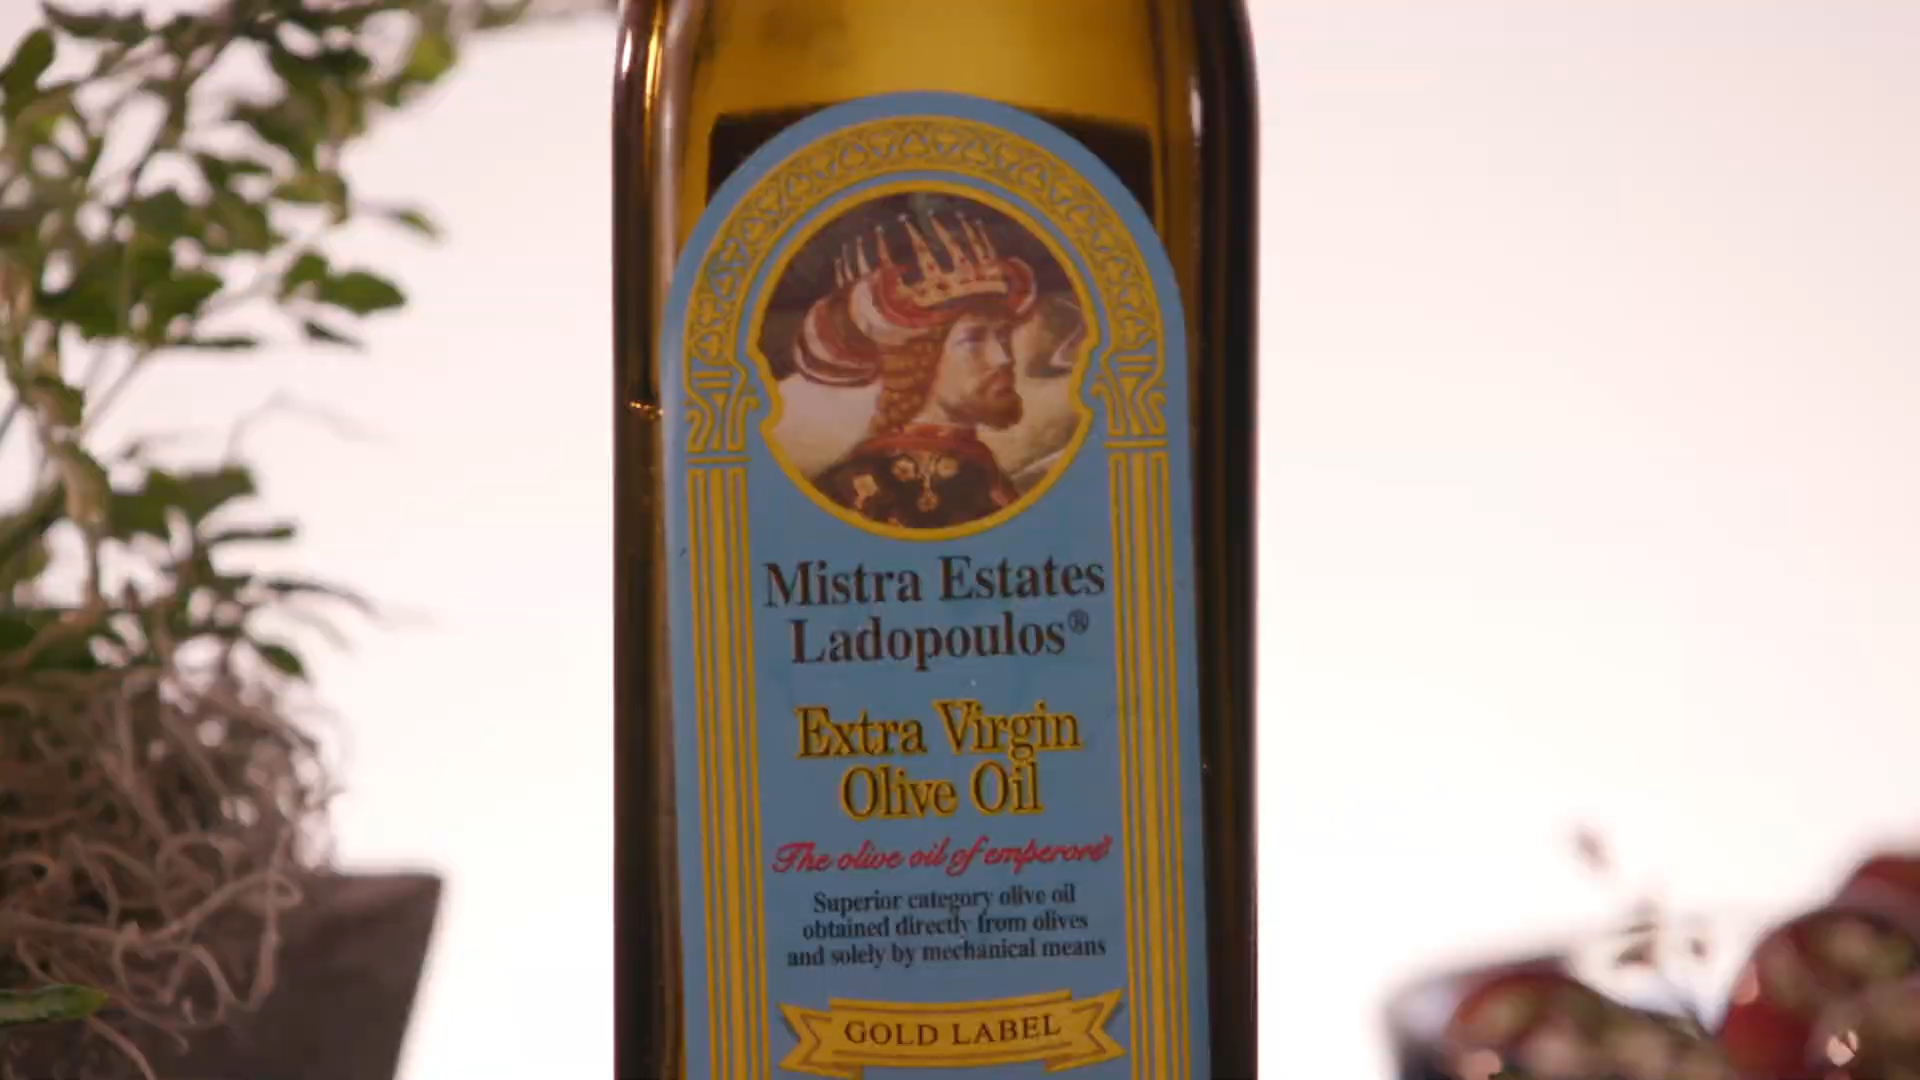 Mistra Estates
Ladopoulos®
Extra Virgin
Olive Oil
The olive oil of emperors
Superior category olive oil
obtained directly from olives
and solely by mechanical means
GOLD LABEL